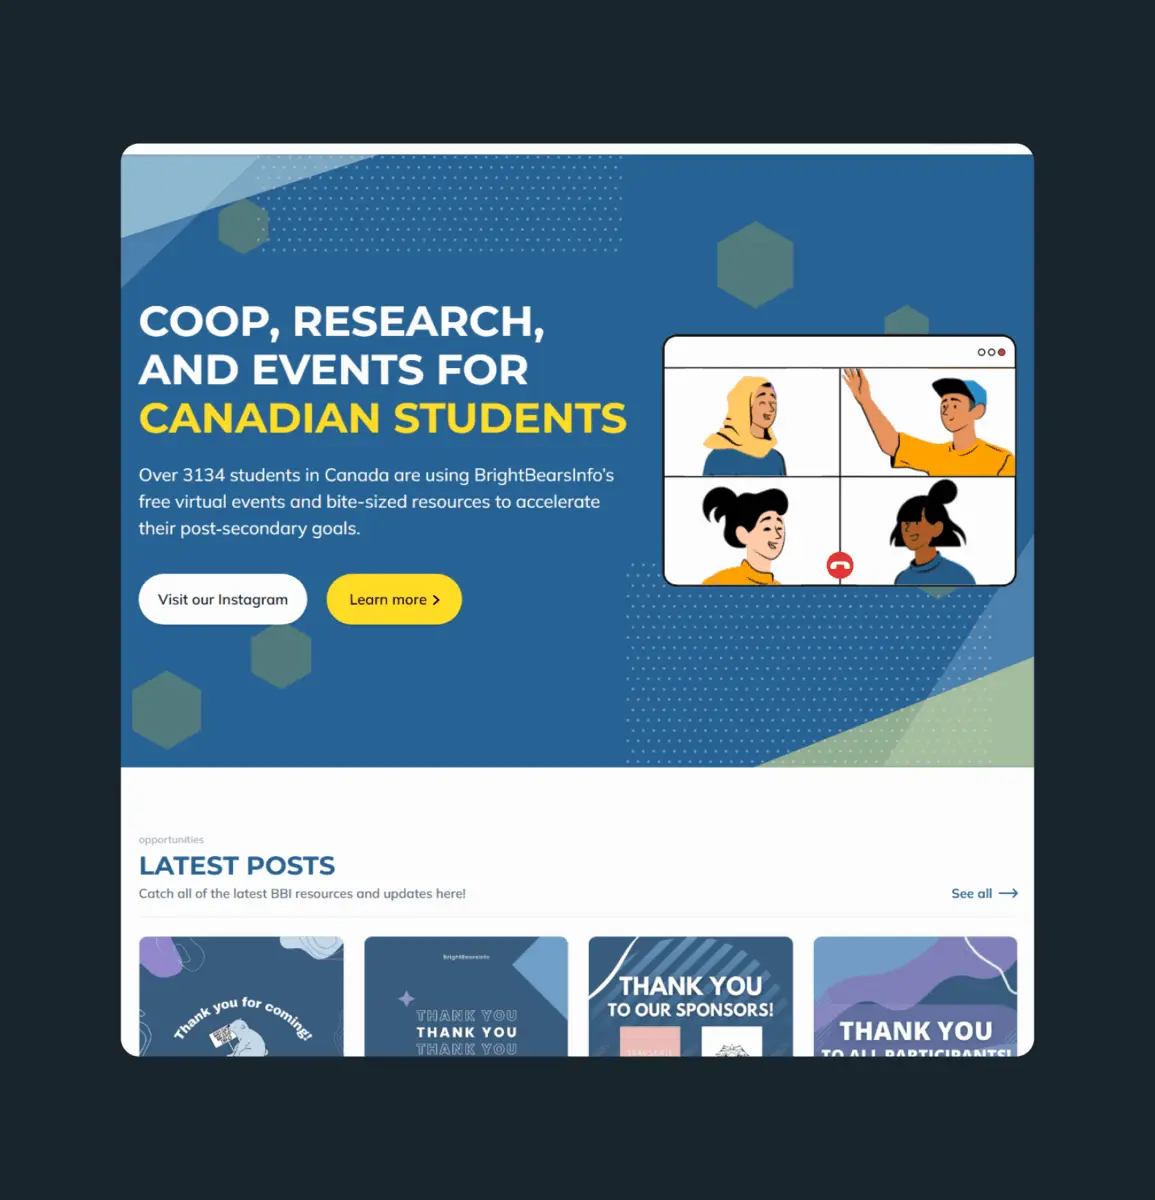 COOP, RESEARCH,
AND EVENTS FOR
CANADIAN STUDENTS
Over 3134 students in Canada are using BrightBearsInfo's
free virtual events and bite-sized resources to accelerate
their post-secondary goals.
Visit our Instagram
Learn more >
opportunities
LATEST POSTS
Catch all of the latest BBI resources and updates here!
See all →
Thank you for coming!
BrightBearsInfo
THANK YOU
THANK YOU
THANK YOU
THANK YOU
TO OUR SPONSORS!
THANK YOU
TO ALL PARTICIPANTS!